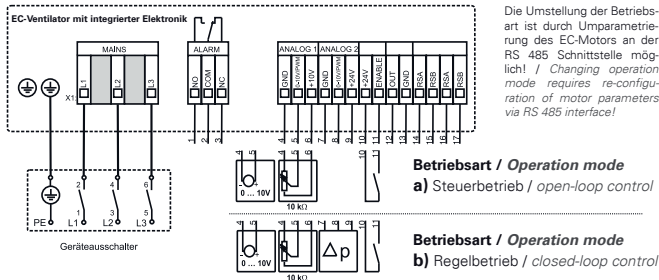 EC-Ventilator mit integrierter Elektronik
MAINS
ALARM
ANALOG 1
ANALOG 2
X1:
L1
L2
L3
NO
COM
NC
GND
0-10V/PWM
+10V
GND
0-10V/PWM
+24V
+24V
ENABLE
OUT
GND
RSA
RSB
RSA
RSB
1
2
3
4
5
6
7
8
9
10
11
12
13
14
15
16
17
Die Umstellung der Betriebs-
art ist durch Umparametrie-
rung des EC-Motors an der
RS 485 Schnittstelle mög-
lich! / Changing operation
mode requires re-configu-
ration of motor parameters
via RS 485 interface!
2
4
6
1
3
5
PE
L1
L2
L3
Geräteausschalter
4
5
4
5
6
10
11
- +
0 ... 10V
10 kΩ
Betriebsart / Operation mode
a) Steuerbetrieb / open-loop control
4
5
4
5
6
7
8
9
10
11
- +
0 ... 10V
10 kΩ
Δp
Betriebsart / Operation mode
b) Regelbetrieb / closed-loop control